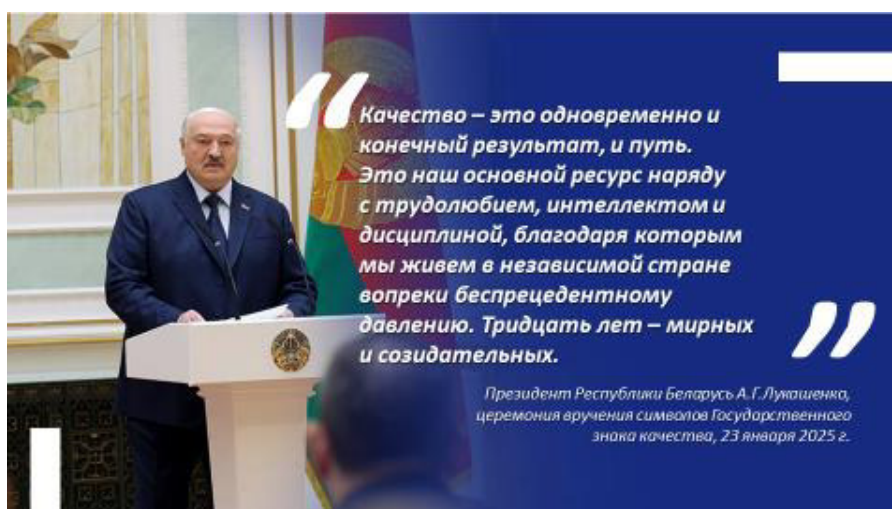 Качество – это одновременно и
конечный результат, и путь.
Это наш основной ресурс наряду
с трудолюбием, интеллектом и
дисциплиной, благодаря которым
мы живем в независимой стране
вопреки беспрецедентному
давлению. Тридцать лет – мирных
и созидательных.
Президент Республики Беларусь А.Г.Лукашенко,
церемония вручения символов Государственного
знака качества, 23 января 2025 г.